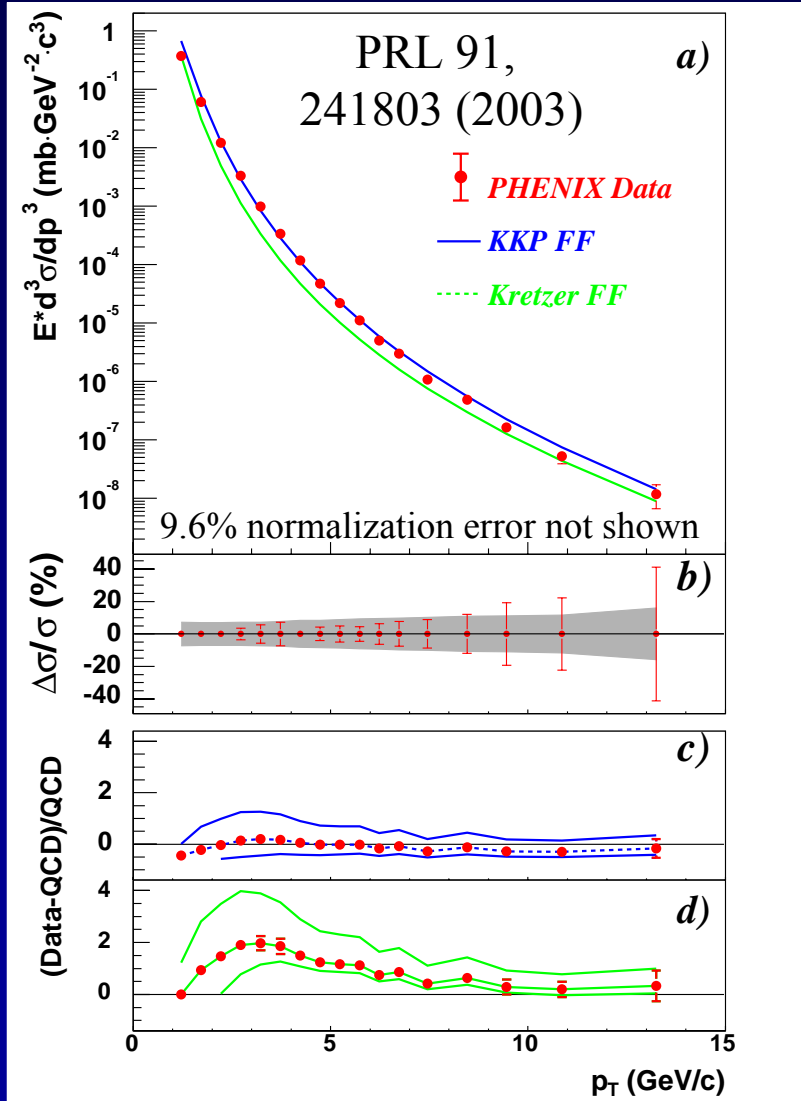 1
10⁻¹
10⁻²
10⁻³
10⁻⁴
10⁻⁵
10⁻⁶
10⁻⁷
10⁻⁸
E*d³σ/dp³ (mb·GeV⁻²·c³)
PRL 91,
241803 (2003)
a)
PHENIX Data
KKP FF
Kretzer FF
9.6% normalization error not shown
Δσ/σ (%)
40
20
0
-20
-40
b)
(Data-QCD)/QCD
4
2
0
c)
4
2
0
d)
0 5 10 15
p_T (GeV/c)